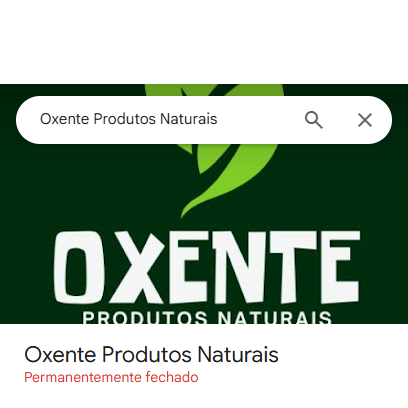 Oxente Produtos Naturais
OXENTE
PRODUTOS NATURAIS
Oxente Produtos Naturais
Permanentemente fechado